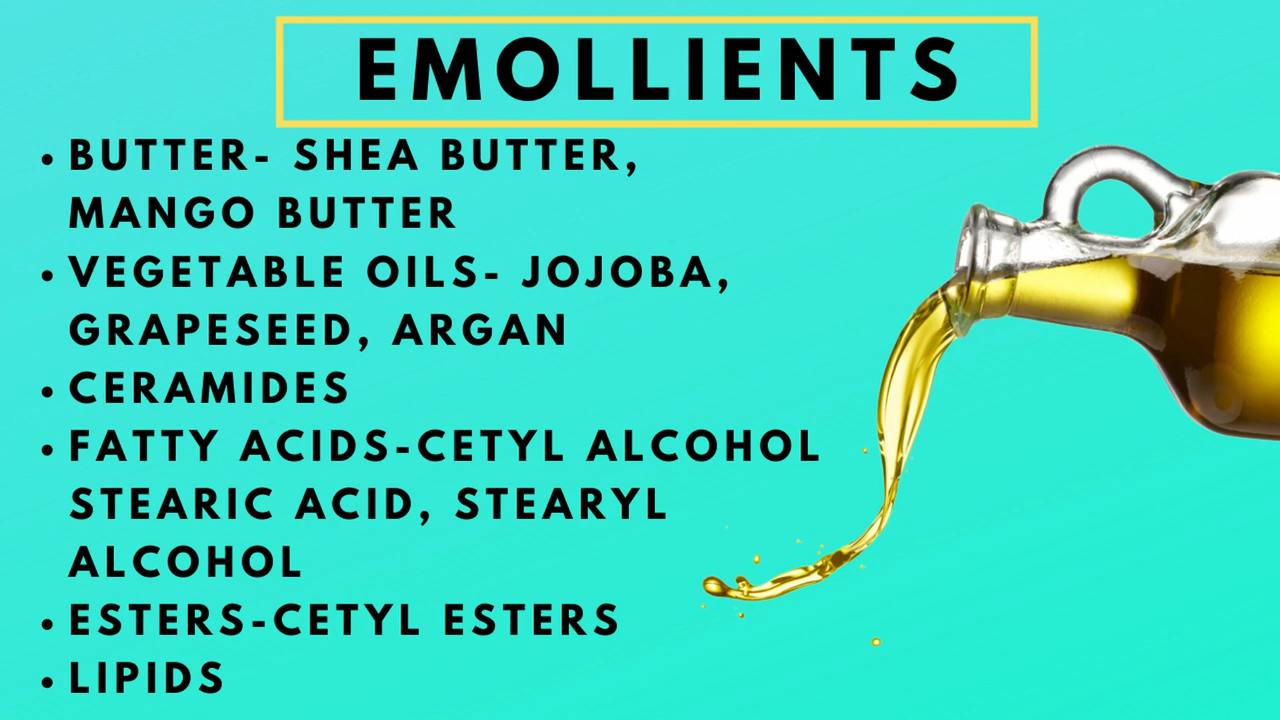 EMOLLIENTS
• BUTTER- SHEA BUTTER,
MANGO BUTTER
• VEGETABLE OILS- JOJOBA,
GRAPESEED, ARGAN
• CERAMIDES
• FATTY ACIDS-CETYL ALCOHOL
STEARIC ACID, STEARYL
ALCOHOL
• ESTERS-CETYL ESTERS
• LIPIDS